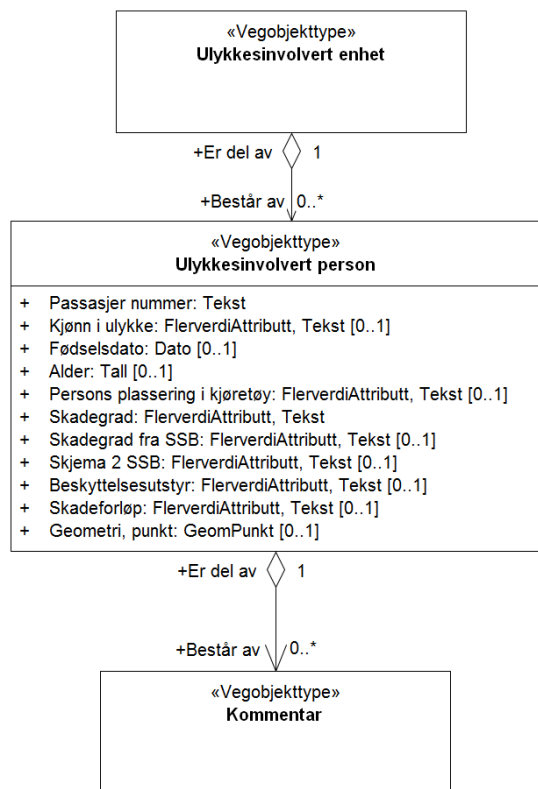 «Vegobjekttype»
Ulykkesinvolvert enhet
+Er del av 1
+Består av 0..*
«Vegobjekttype»
Ulykkesinvolvert person
+ Passasjer nummer: Tekst
+ Kjønn i ulykke: FlerverdiAttributt, Tekst [0..1]
+ Fødselsdato: Dato [0..1]
+ Alder: Tall [0..1]
+ Persons plassering i kjøretøy: FlerverdiAttributt, Tekst [0..1]
+ Skadegrad: FlerverdiAttributt, Tekst
+ Skadegrad fra SSB: FlerverdiAttributt, Tekst [0..1]
+ Skjema 2 SSB: FlerverdiAttributt, Tekst [0..1]
+ Beskyttelsesutstyr: FlerverdiAttributt, Tekst [0..1]
+ Skadeforløp: FlerverdiAttributt, Tekst [0..1]
+ Geometri, punkt: GeomPunkt [0..1]
+Er del av 1
+Består av 0..*
«Vegobjekttype»
Kommentar